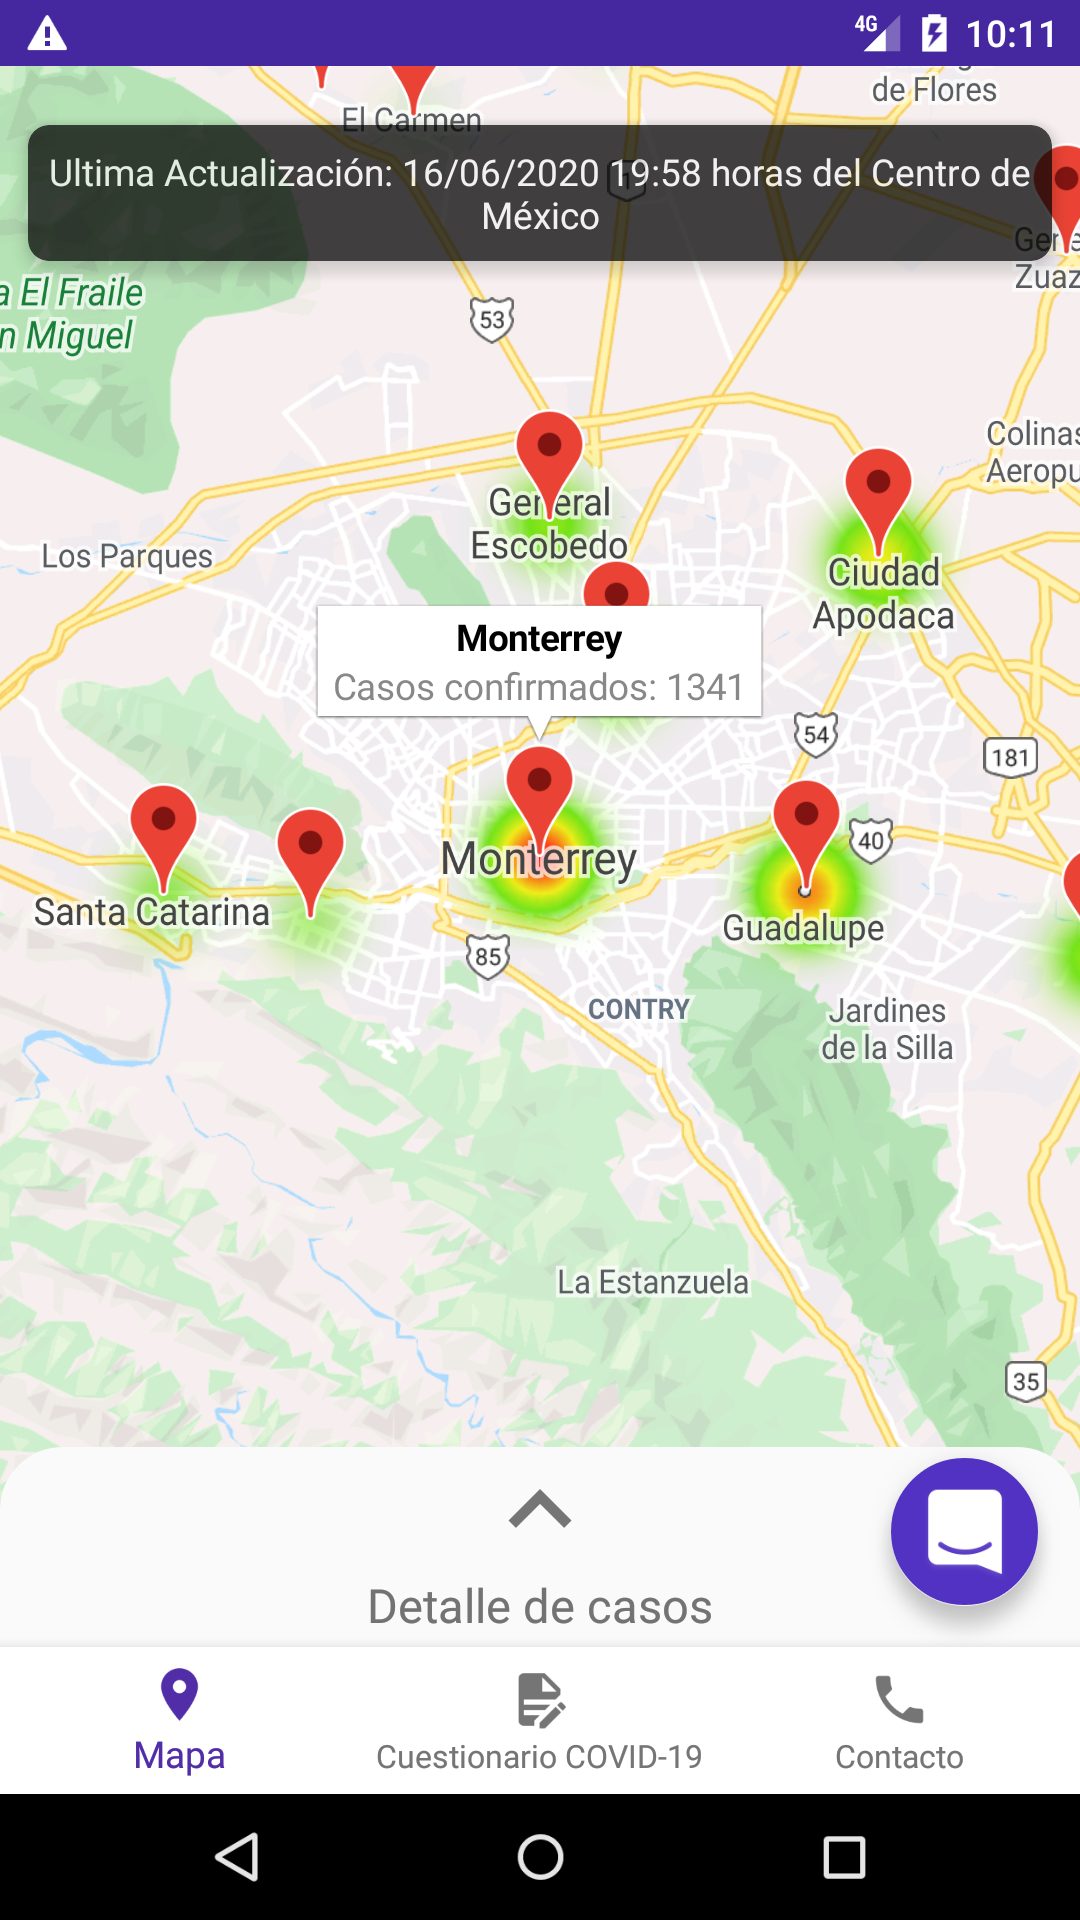 4G
10:11
de Flores
El Carmen
Ultima Actualización: 16/06/2020 19:58 horas del Centro de
México
Zuaz
a El Fraile
n Miguel
53
General
Escobedo
Colinas
Aeropu
Los Parques
Ciudad
Apodaca
Monterrey
Casos confirmados: 1341
54
181
40
Monterrey
Santa Catarina
Guadalupe
85
CONTRY
Jardines
de la Silla
La Estanzuela
35
Detalle de casos
Mapa
Cuestionario COVID-19
Contacto